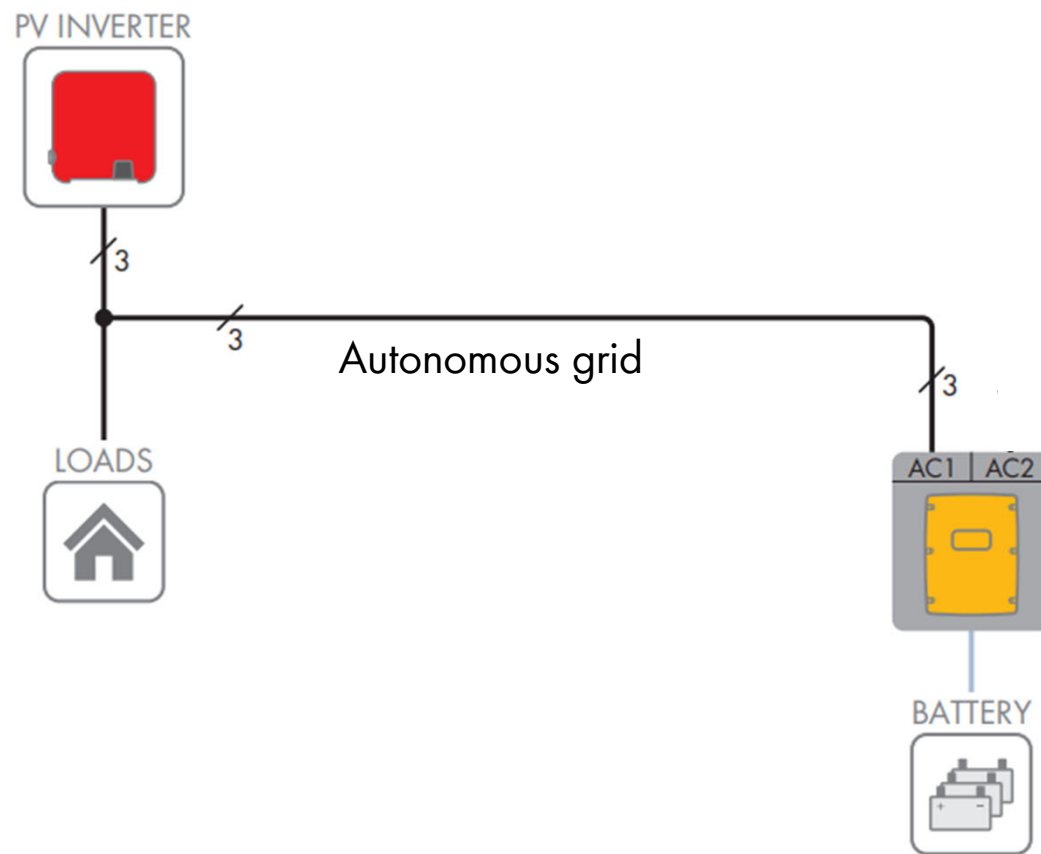 PV INVERTER
3
3
Autonomous grid
3
LOADS
AC1 AC2
BATTERY
+ -